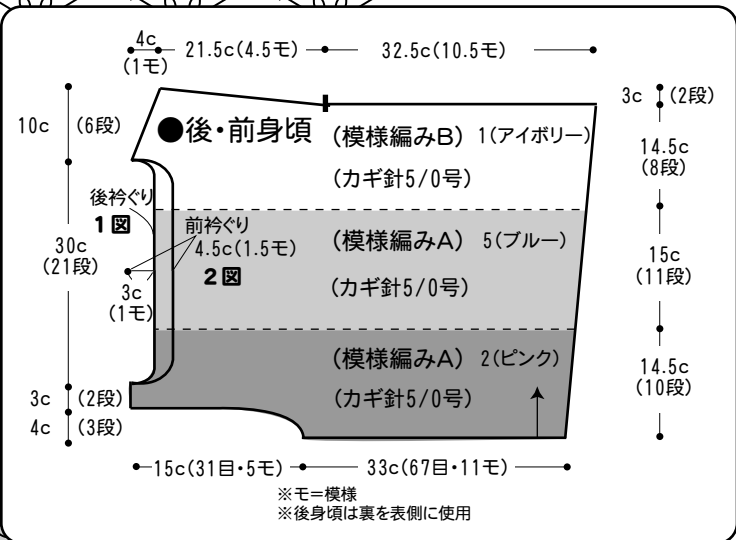 4c
(1モ)
21.5c(4.5モ)
32.5c(10.5モ)
10c (6段)
●後・前身頃
(模様編みB) 1(アイボリー)
(カギ針5/0号)
3c (2段)
14.5c
(8段)
後衿ぐり
1図
前衿ぐり
4.5c(1.5モ)
2図
30c
(21段)
3c
(1モ)
(模様編みA) 5(ブルー)
(カギ針5/0号)
15c
(11段)
(模様編みA) 2(ピンク)
(カギ針5/0号)
14.5c
(10段)
3c (2段)
4c (3段)
15c(31目・5モ)
33c(67目・11モ)
※モ=模様
※後身頃は裏を表側に使用